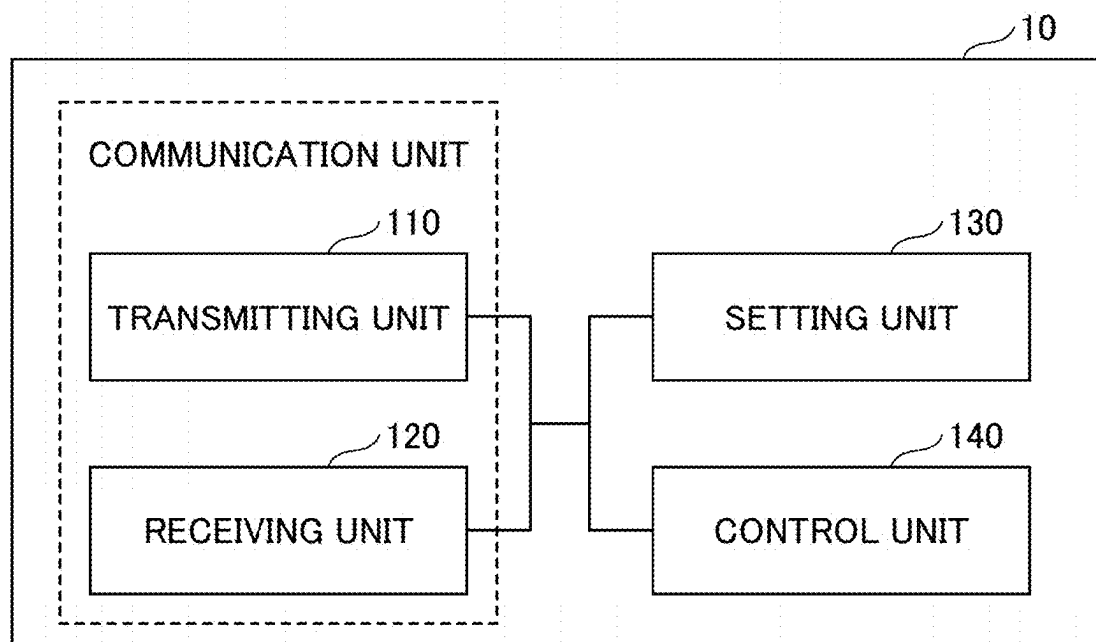 10
COMMUNICATION UNIT
110
130
TRANSMITTING UNIT
SETTING UNIT
120
140
RECEIVING UNIT
CONTROL UNIT